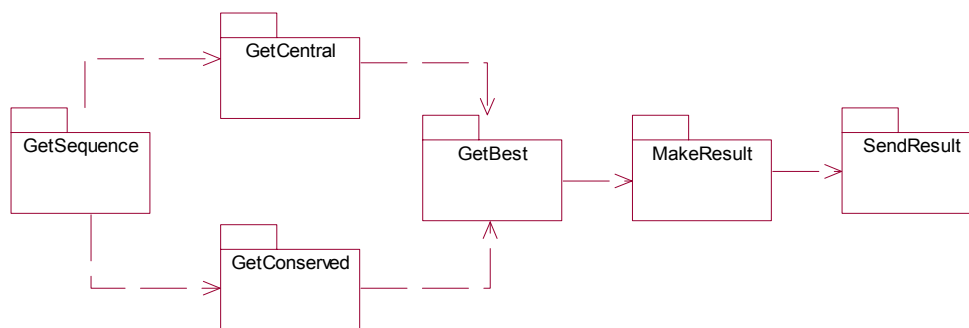 GetCentral
GetSequence
GetBest
MakeResult
SendResult
GetConserved